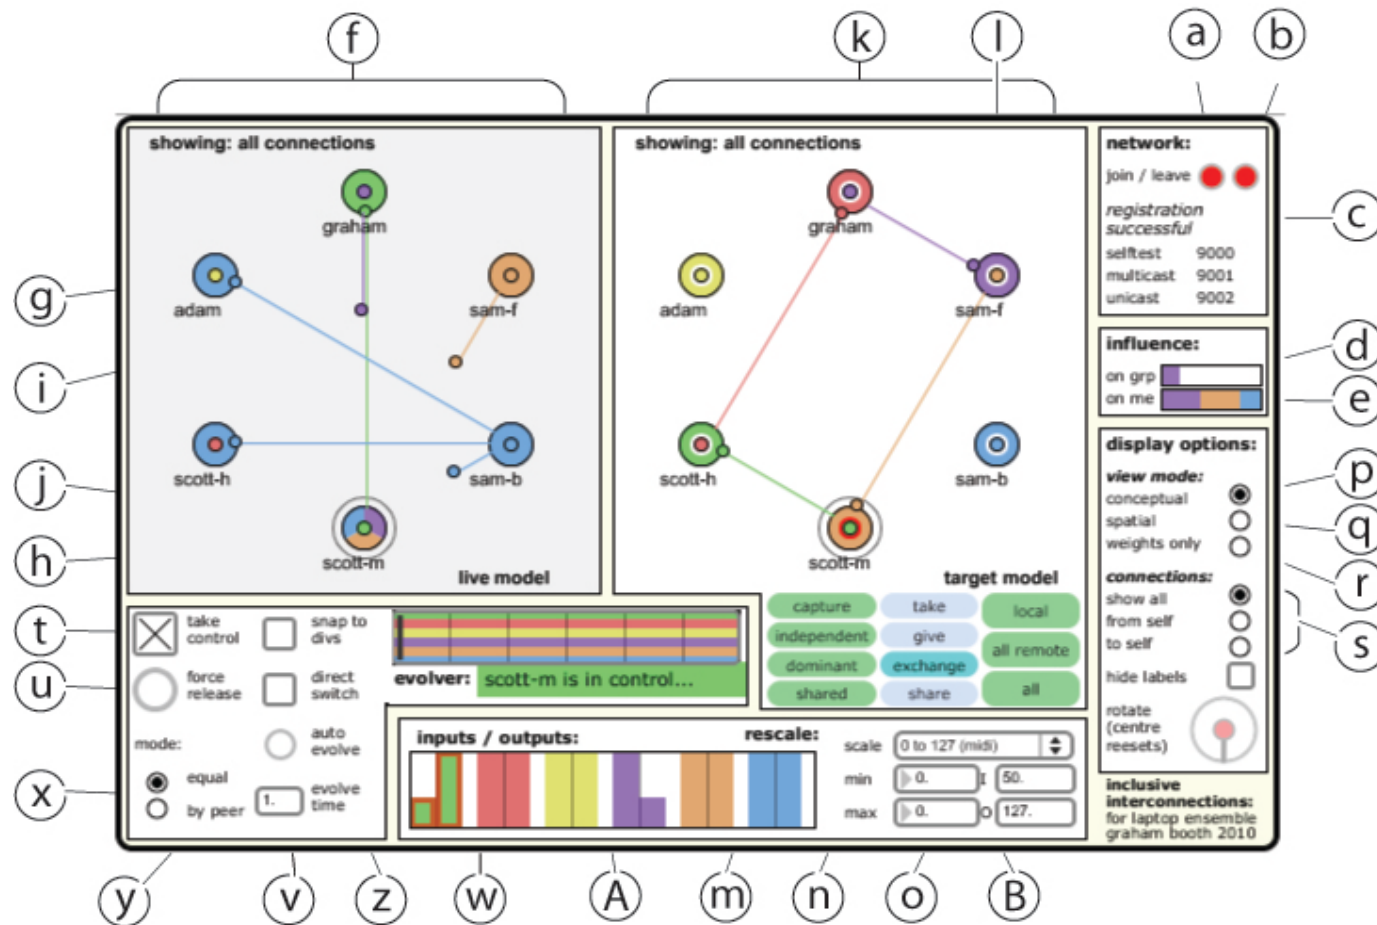 f
k
l
a
b
showing: all connections
graham
adam
sam-f
scott-h
sam-b
scott-m
live model
showing: all connections
graham
adam
sam-f
scott-h
sam-b
scott-m
target model
network:
join / leave
registration
successful
selftest 9000
multicast 9001
unicast 9002
influence:
on grp
on me
display options:
view mode:
conceptual
spatial
weights only
connections:
show all
from self
to self
hide labels
rotate
(centre
reesets)
inclusive
interconnections:
for laptop ensemble
graham booth 2010
g
i
j
h
t
u
x
c
d
e
p
q
r
s
take
control
snap to
divs
force
release
direct
switch
mode:
auto
evolve
equal
by peer
1.
evolve
time
evolver: scott-m is in control...
capture take local
independent give all remote
dominant exchange all
shared share
inputs / outputs:
rescale:
scale 0 to 127 (midi)
min 0. I 50.
max 0. O 127.
y
v
z
w
A
m
n
o
B